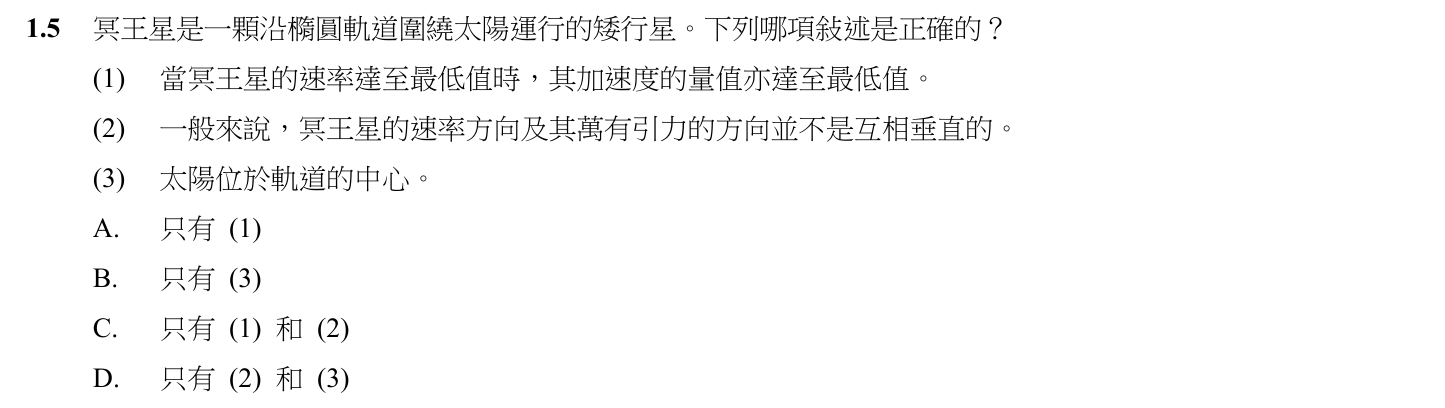 1.5 冥王星是一顆沿橢圓軌道圍繞太陽運行的矮行星。下列哪項敍述是正確的？
(1) 當冥王星的速率達至最低值時，其加速度的量值亦達至最低值。
(2) 一般來說，冥王星的速率方向及其萬有引力的方向並不是互相垂直的。
(3) 太陽位於軌道的中心。
A. 只有 (1)
B. 只有 (3)
C. 只有 (1) 和 (2)
D. 只有 (2) 和 (3)